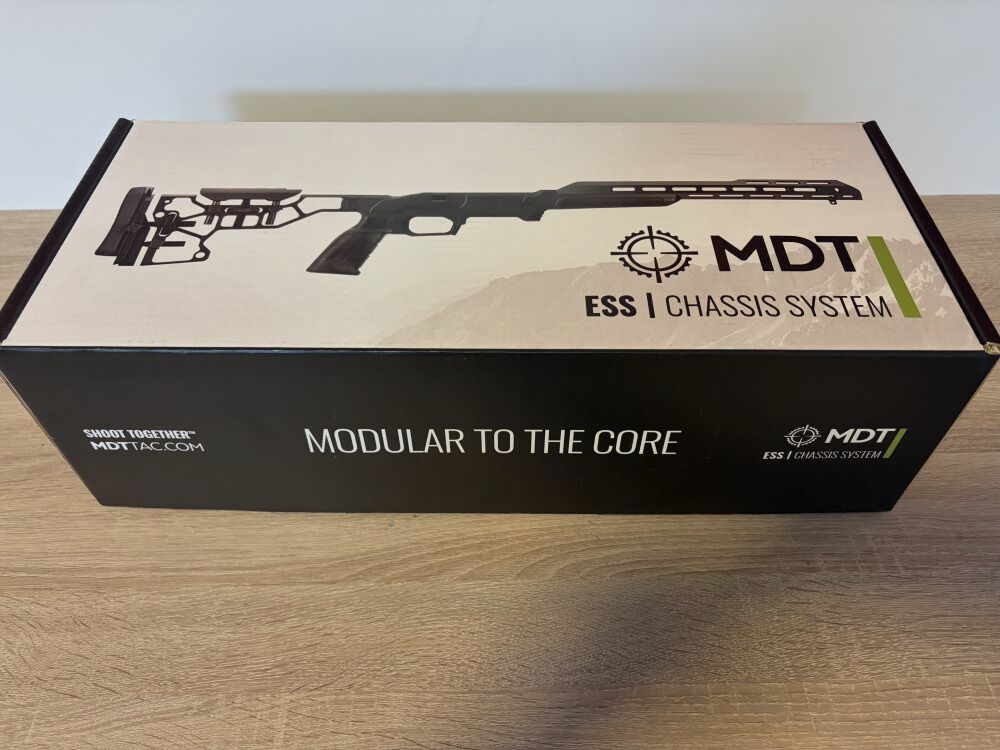 MDT
ESS | CHASSIS SYSTEM
SHOOT TOGETHER™
MDTTAC.COM
MODULAR TO THE CORE
MDT
ESS | CHASSIS SYSTEM